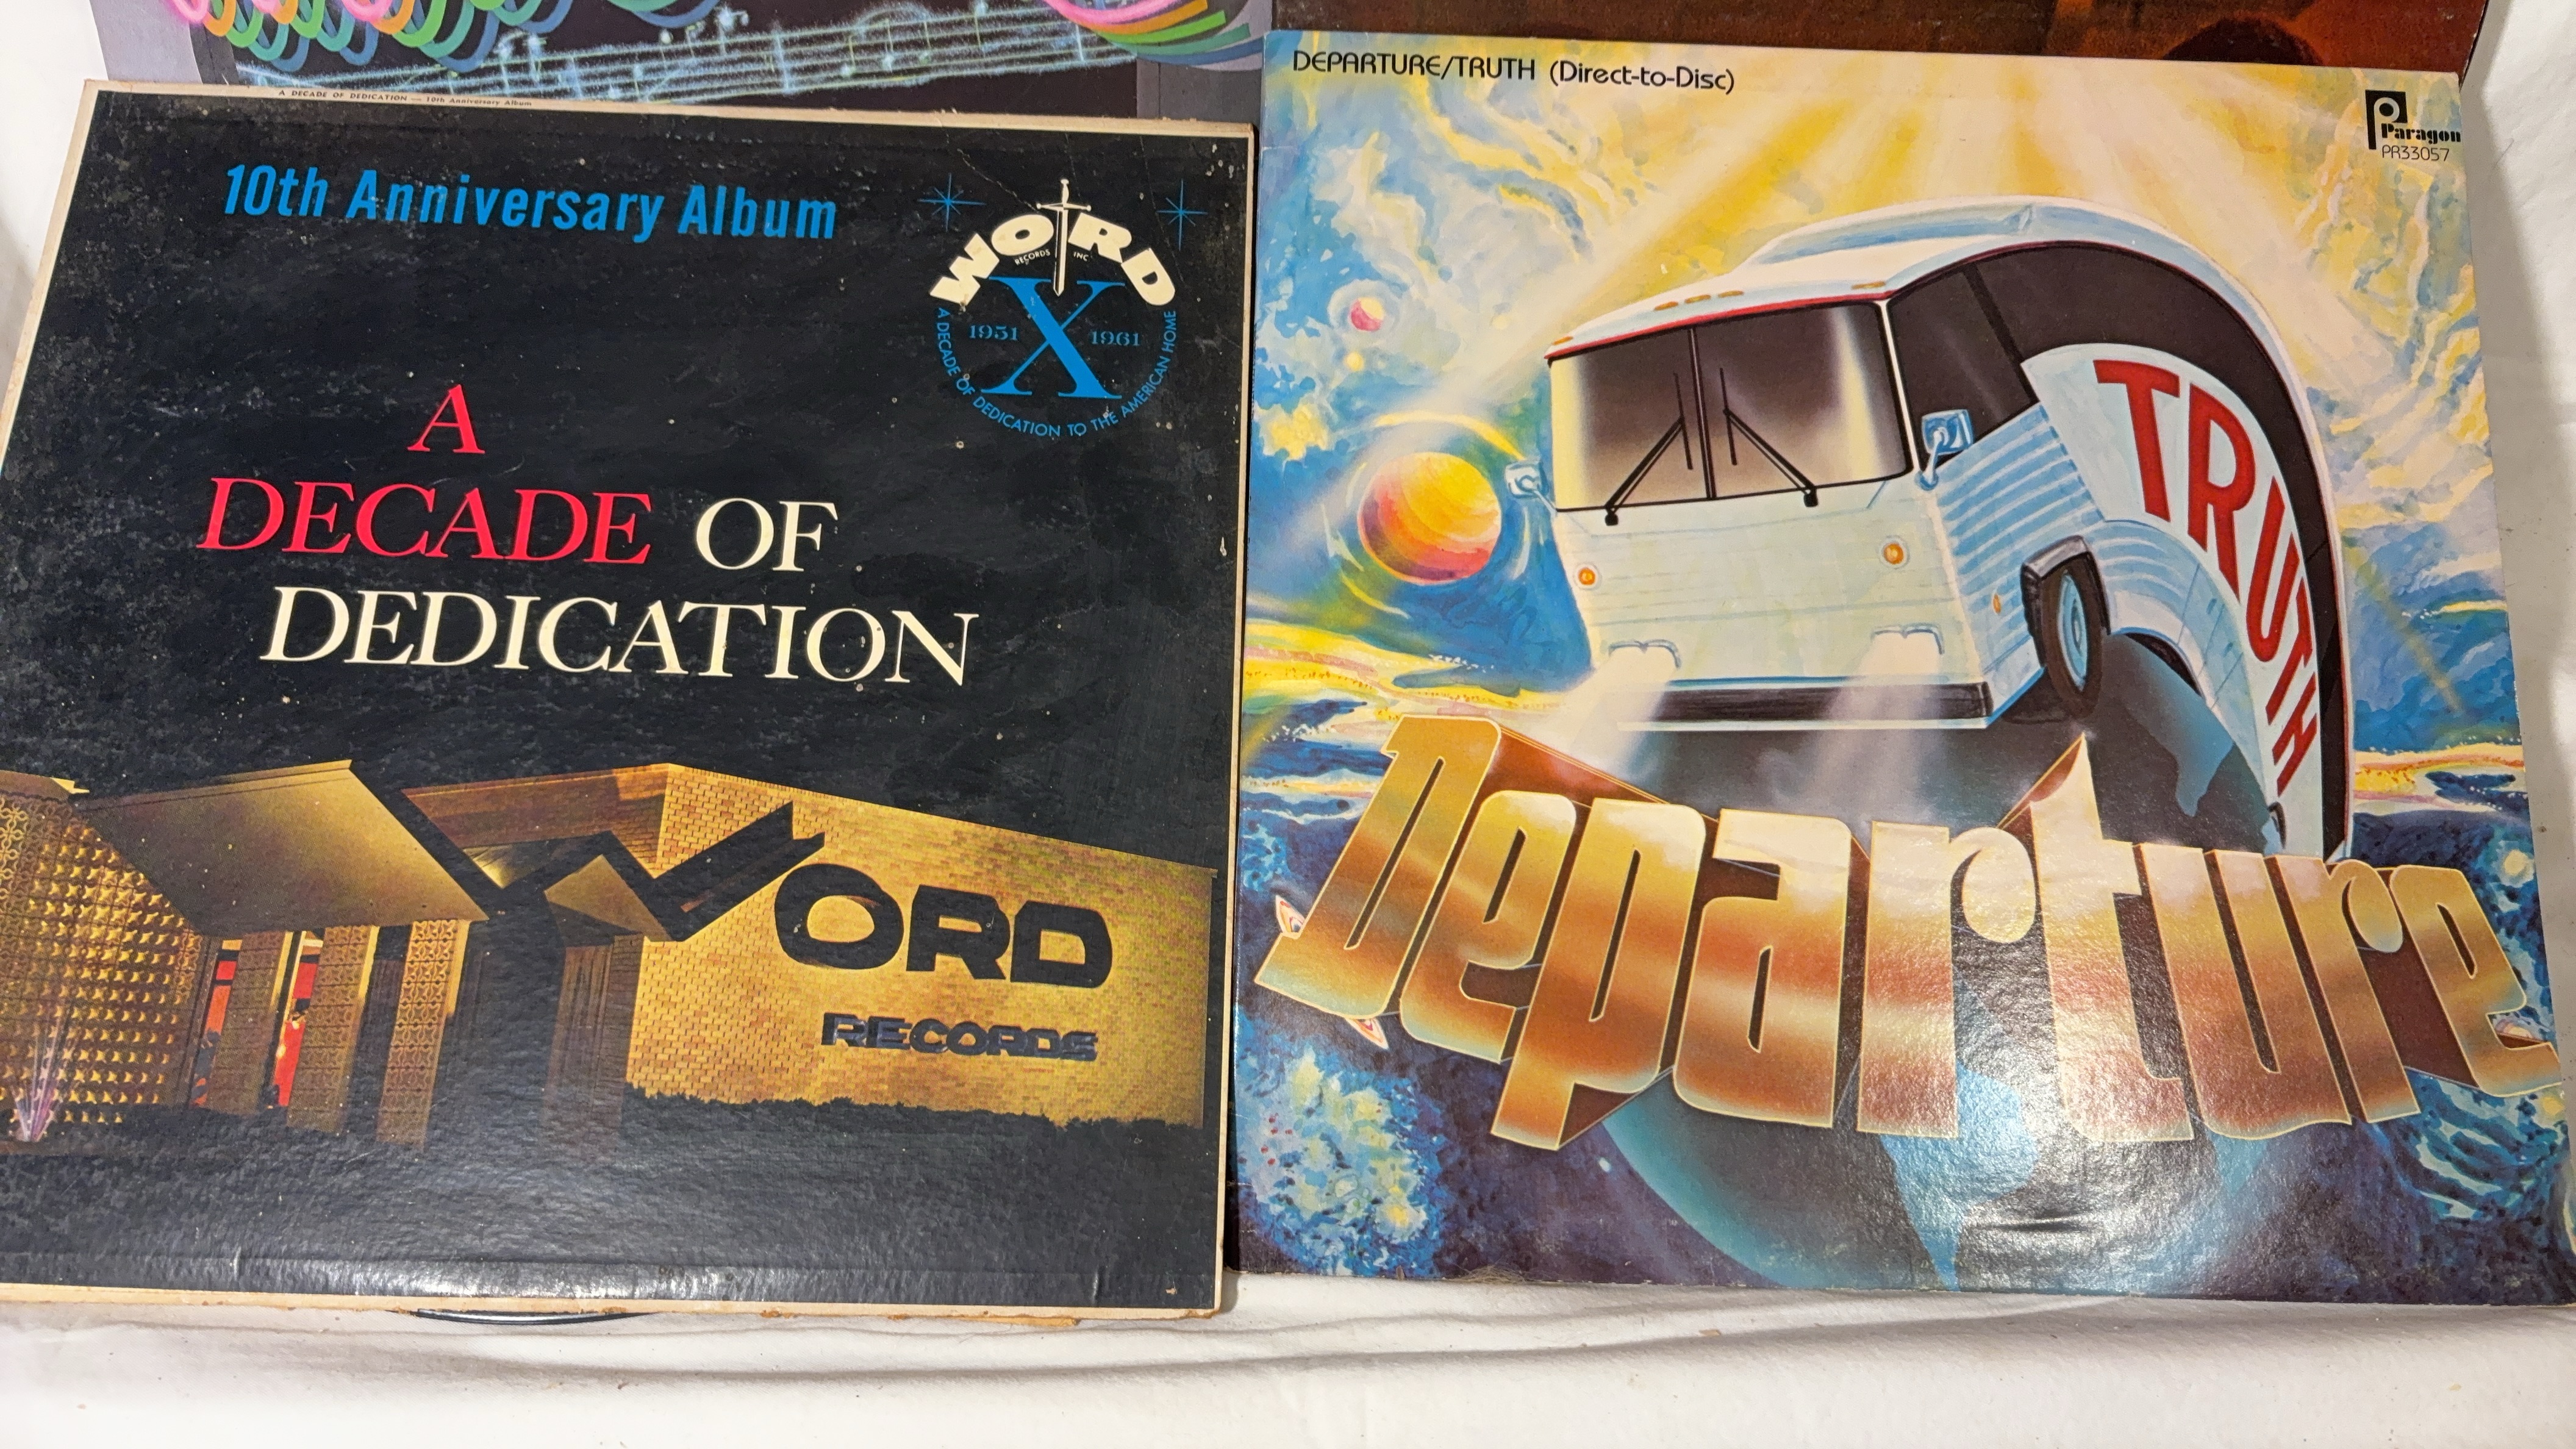 A DECADE OF DEDICATION — 10th Anniversary Album
10th Anniversary Album
WORD
RECORDS INC
X
1951 1961
A DECADE OF DEDICATION TO THE AMERICAN HOME
A
DECADE OF
DEDICATION
WORD
RECORDS
DEPARTURE/TRUTH (Direct-to-Disc)
Paragon
PR33057
TRUTH
Departure